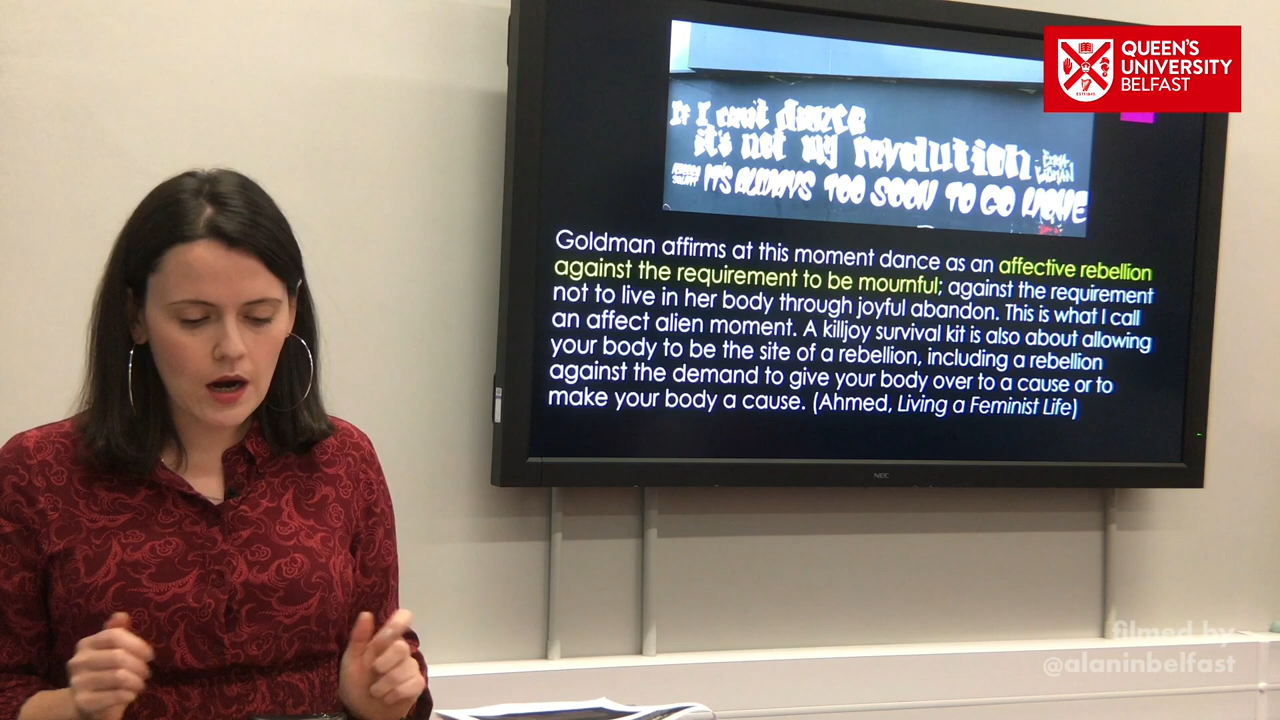 QUEEN'S
UNIVERSITY
BELFAST
If I can't dance
it's not my revolution
ITS ALWAYS TOO SOON TO GO HOME
Goldman affirms at this moment dance as an affective rebellion
against the requirement to be mournful; against the requirement
not to live in her body through joyful abandon. This is what I call
an affect alien moment. A killjoy survival kit is also about allowing
your body to be the site of a rebellion, including a rebellion
against the demand to give your body over to a cause or to
make your body a cause. (Ahmed, Living a Feminist Life)
NEC
filmed by
@alaninbelfast